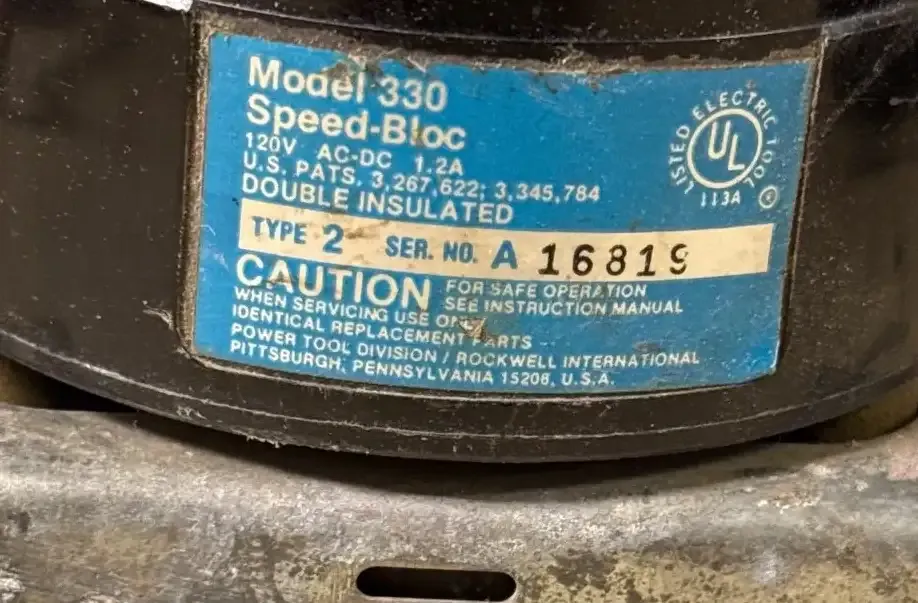 Model 330
Speed-Bloc
120V AC-DC 1.2A
U.S. PATS. 3,267,622; 3,345,784
DOUBLE INSULATED
LISTED ELECTRIC TOOL
UL
113A
TYPE 2 SER. NO. A 16819
CAUTION FOR SAFE OPERATION
SEE INSTRUCTION MANUAL
WHEN SERVICING USE
IDENTICAL REPLACEMENT PARTS
POWER TOOL DIVISION / ROCKWELL INTERNATIONAL
PITTSBURGH, PENNSYLVANIA 15208, U.S.A.